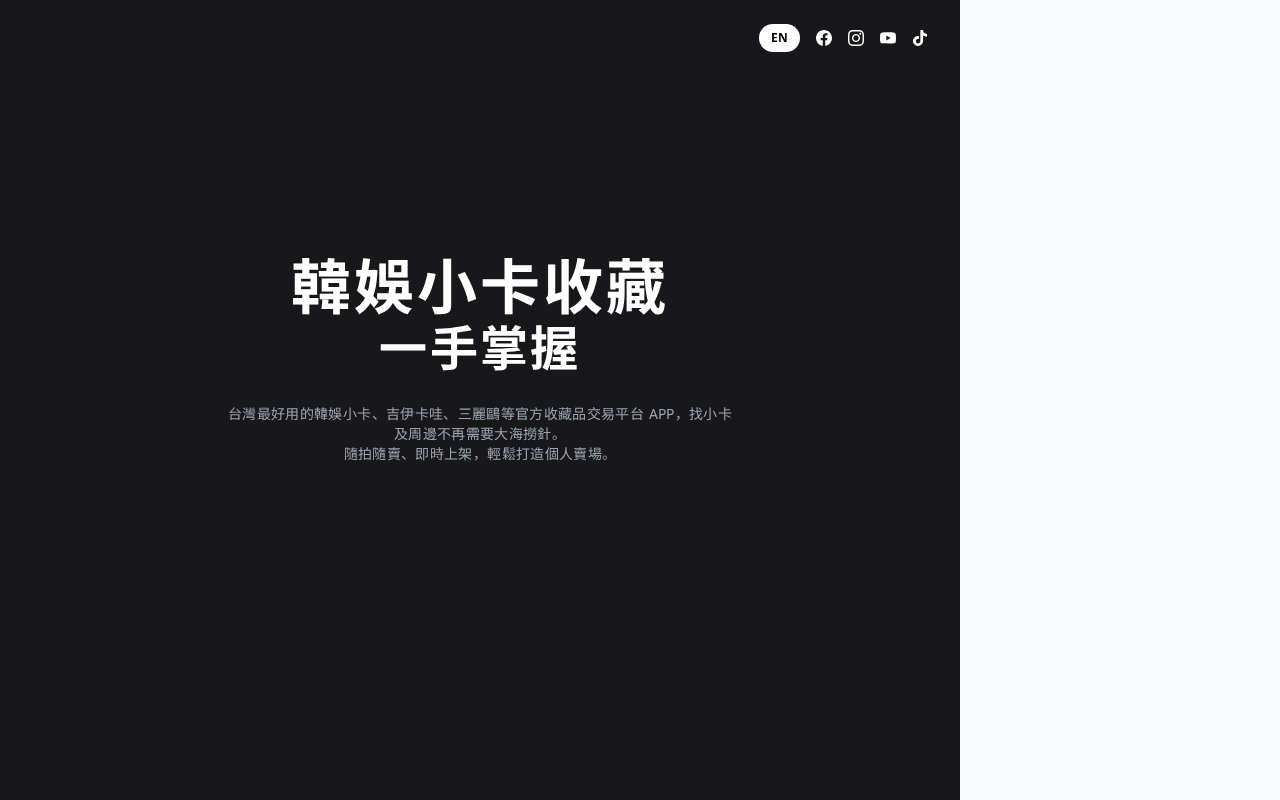 EN
韓娛小卡收藏
一手掌握
台灣最好用的韓娛小卡、吉伊卡哇、三麗鷗等官方收藏品交易平台 APP，找小卡
及周邊不再需要大海撈針。
隨拍隨賣、即時上架，輕鬆打造個人賣場。